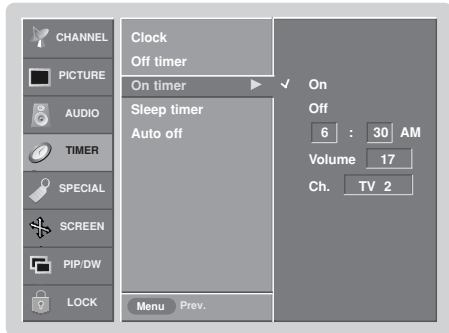 CHANNEL
PICTURE
AUDIO
TIMER
SPECIAL
SCREEN
PIP/DW
LOCK
Clock
Off timer
On timer
Sleep timer
Auto off
Menu Prev.
On
Off
6 : 30 AM
Volume 17
Ch. TV 2